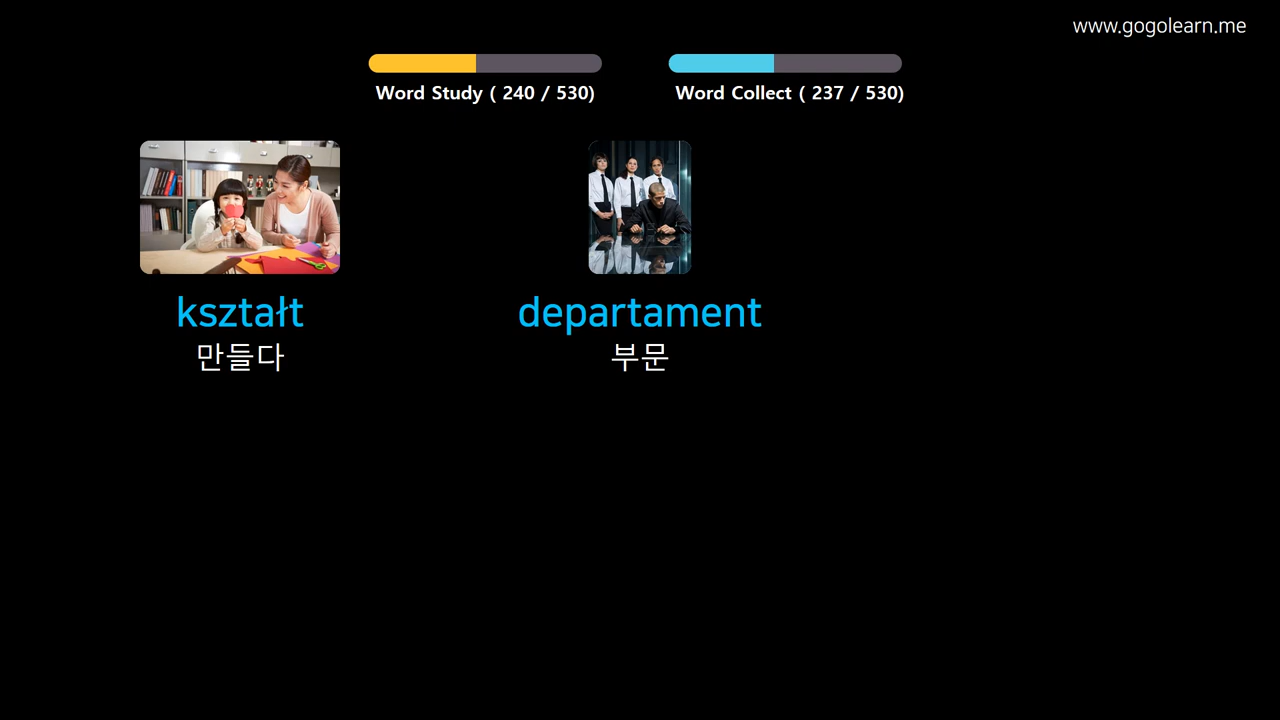 www.gogolearn.me
Word Study ( 240 / 530)
Word Collect ( 237 / 530)
kształt
만들다
departament
부문